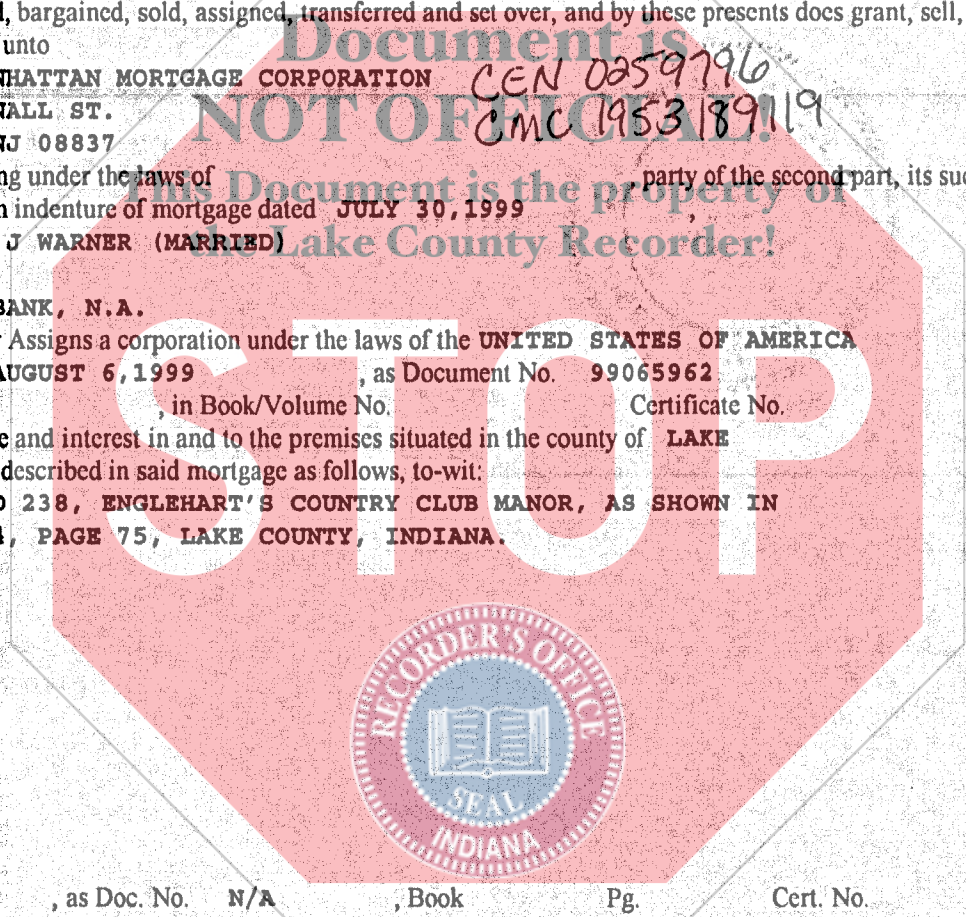 , bargained, sold, assigned, transferred and set over, and by these presents does grant, sell,
unto
Document is
HATTAN MORTGAGE CORPORATION
CEN 0259796
ALL ST.
NOT OFFICIAL!
CMC 1953189119
NJ 08837
under the laws of , party of the second part, its
This Document is the property of
indenture of mortgage dated JULY 30,1999 ,
J WARNER (MARRIED)
the Lake County Recorder!
BANK, N.A.
Assigns a corporation under the laws of the UNITED STATES OF AMERICA
AUGUST 6,1999 , as Document No. 99065962
, in Book/Volume No. Certificate No.
and interest in and to the premises situated in the county of LAKE
described in said mortgage as follows, to-wit:
238, ENGLEHART'S COUNTRY CLUB MANOR, AS SHOWN IN
, PAGE 75, LAKE COUNTY, INDIANA.
STOP
RECORDER'S OFFICE
SEAL
INDIANA
, as Doc. No. N/A , Book Pg. Cert. No.